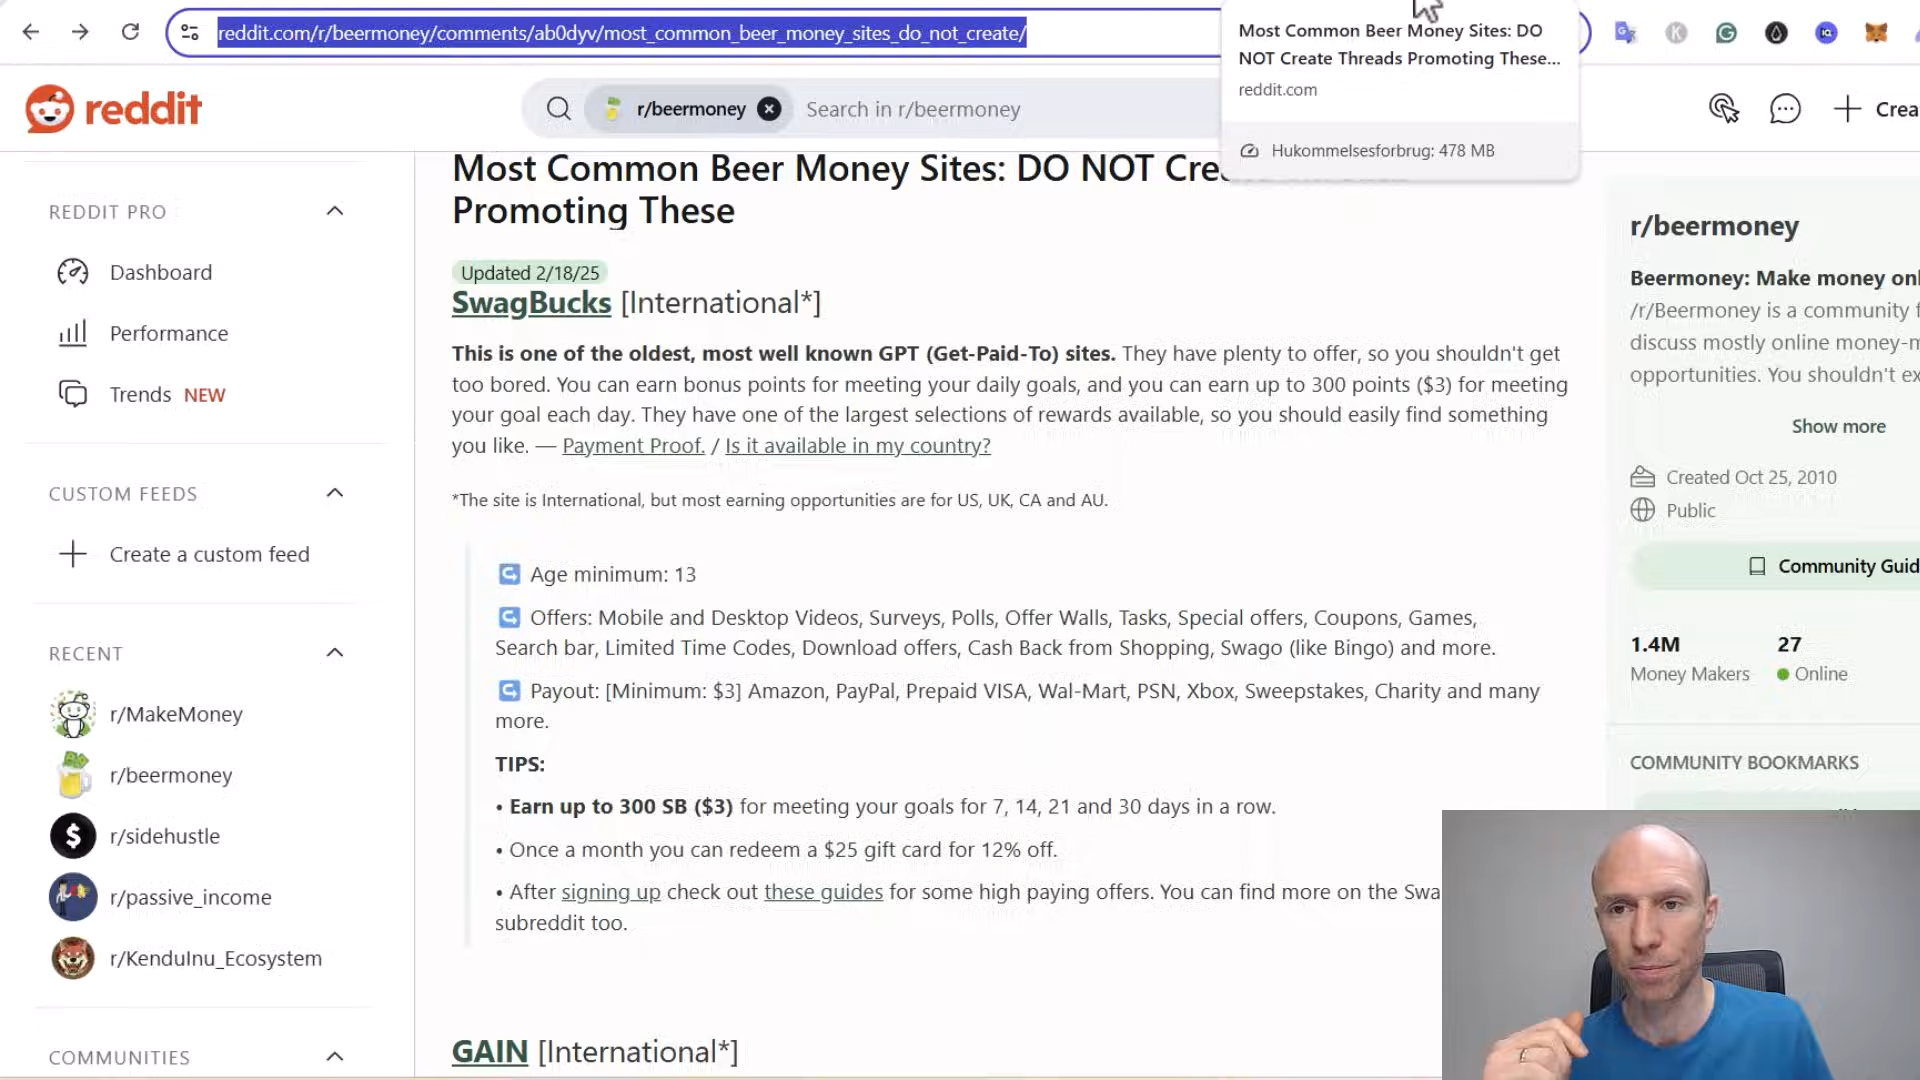 reddit.com/r/beermoney/comments/ab0dyv/most_common_beer_money_sites_do_not_create/
Most Common Beer Money Sites: DO
NOT Create Threads Promoting These...
reddit.com
Hukommelsesforbrug: 478 MB
reddit
r/beermoney
Search in r/beermoney
Crea
REDDIT PRO
Dashboard
Performance
Trends NEW
CUSTOM FEEDS
Create a custom feed
RECENT
r/MakeMoney
r/beermoney
r/sidehustle
r/passive_income
r/KenduInu_Ecosystem
COMMUNITIES
Most Common Beer Money Sites: DO NOT Cre
Promoting These
Updated 2/18/25
SwagBucks [International*]
This is one of the oldest, most well known GPT (Get-Paid-To) sites. They have plenty to offer, so you shouldn't get
too bored. You can earn bonus points for meeting your daily goals, and you can earn up to 300 points ($3) for meeting
your goal each day. They have one of the largest selections of rewards available, so you should easily find something
you like. — Payment Proof. / Is it available in my country?
*The site is International, but most earning opportunities are for US, UK, CA and AU.
Age minimum: 13
Offers: Mobile and Desktop Videos, Surveys, Polls, Offer Walls, Tasks, Special offers, Coupons, Games,
Search bar, Limited Time Codes, Download offers, Cash Back from Shopping, Swago (like Bingo) and more.
Payout: [Minimum: $3] Amazon, PayPal, Prepaid VISA, Wal-Mart, PSN, Xbox, Sweepstakes, Charity and many
more.
TIPS:
• Earn up to 300 SB ($3) for meeting your goals for 7, 14, 21 and 30 days in a row.
• Once a month you can redeem a $25 gift card for 12% off.
• After signing up check out these guides for some high paying offers. You can find more on the Swa
subreddit too.
GAIN [International*]
r/beermoney
Beermoney: Make money onl
/r/Beermoney is a community f
discuss mostly online money-m
opportunities. You shouldn't ex
Show more
Created Oct 25, 2010
Public
Community Guid
1.4M 27
Money Makers Online
COMMUNITY BOOKMARKS